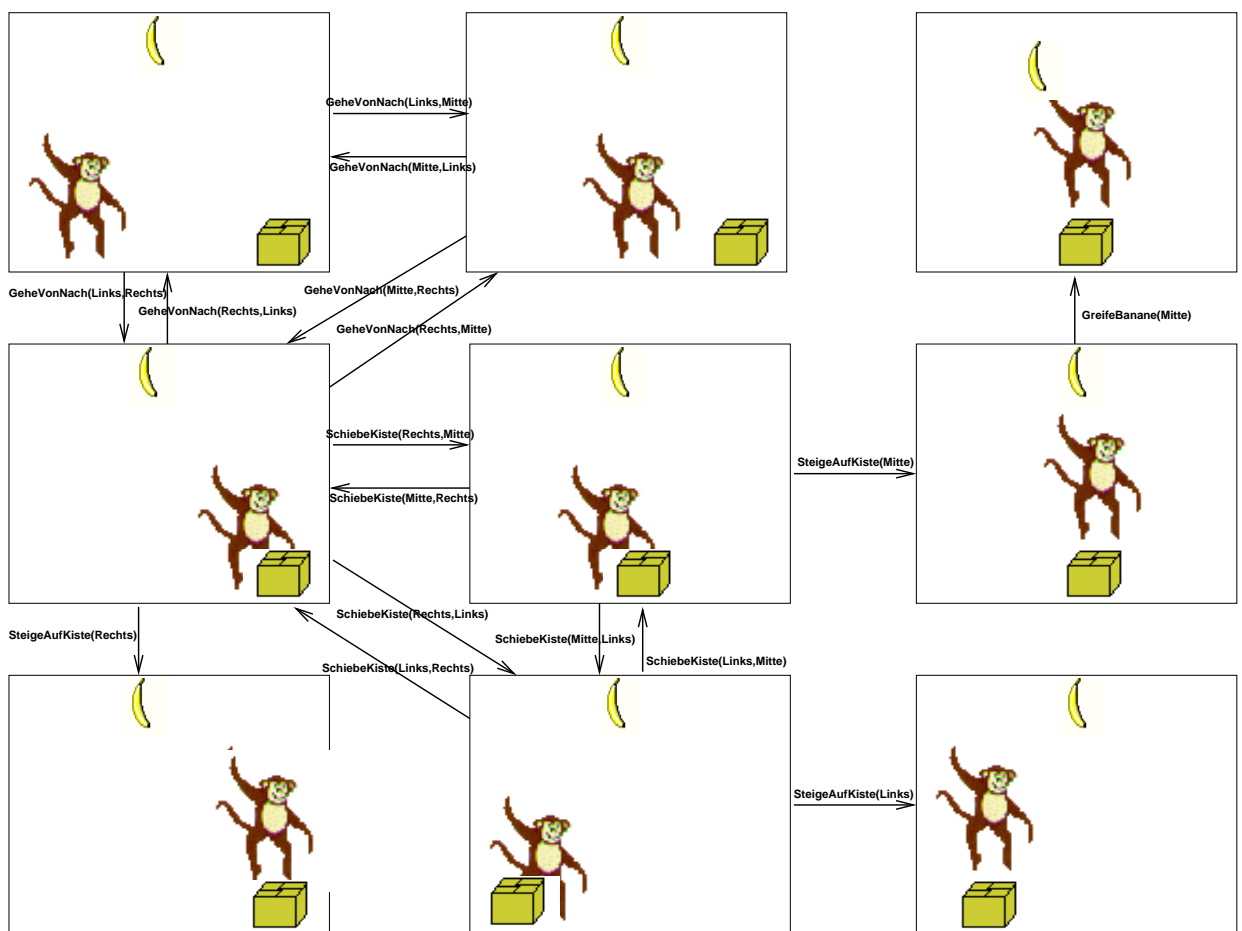 GeheVonNach(Links,Mitte)
GeheVonNach(Mitte,Links)
GeheVonNach(Links,Rechts)
GeheVonNach(Rechts,Links)
GeheVonNach(Mitte,Rechts)
GeheVonNach(Rechts,Mitte)
GreifeBanane(Mitte)
SchiebeKiste(Rechts,Mitte)
SchiebeKiste(Mitte,Rechts)
SteigeAufKiste(Mitte)
SchiebeKiste(Rechts,Links)
SteigeAufKiste(Rechts)
SchiebeKiste(Mitte,Links)
SchiebeKiste(Links,Rechts)
SchiebeKiste(Links,Mitte)
SteigeAufKiste(Links)